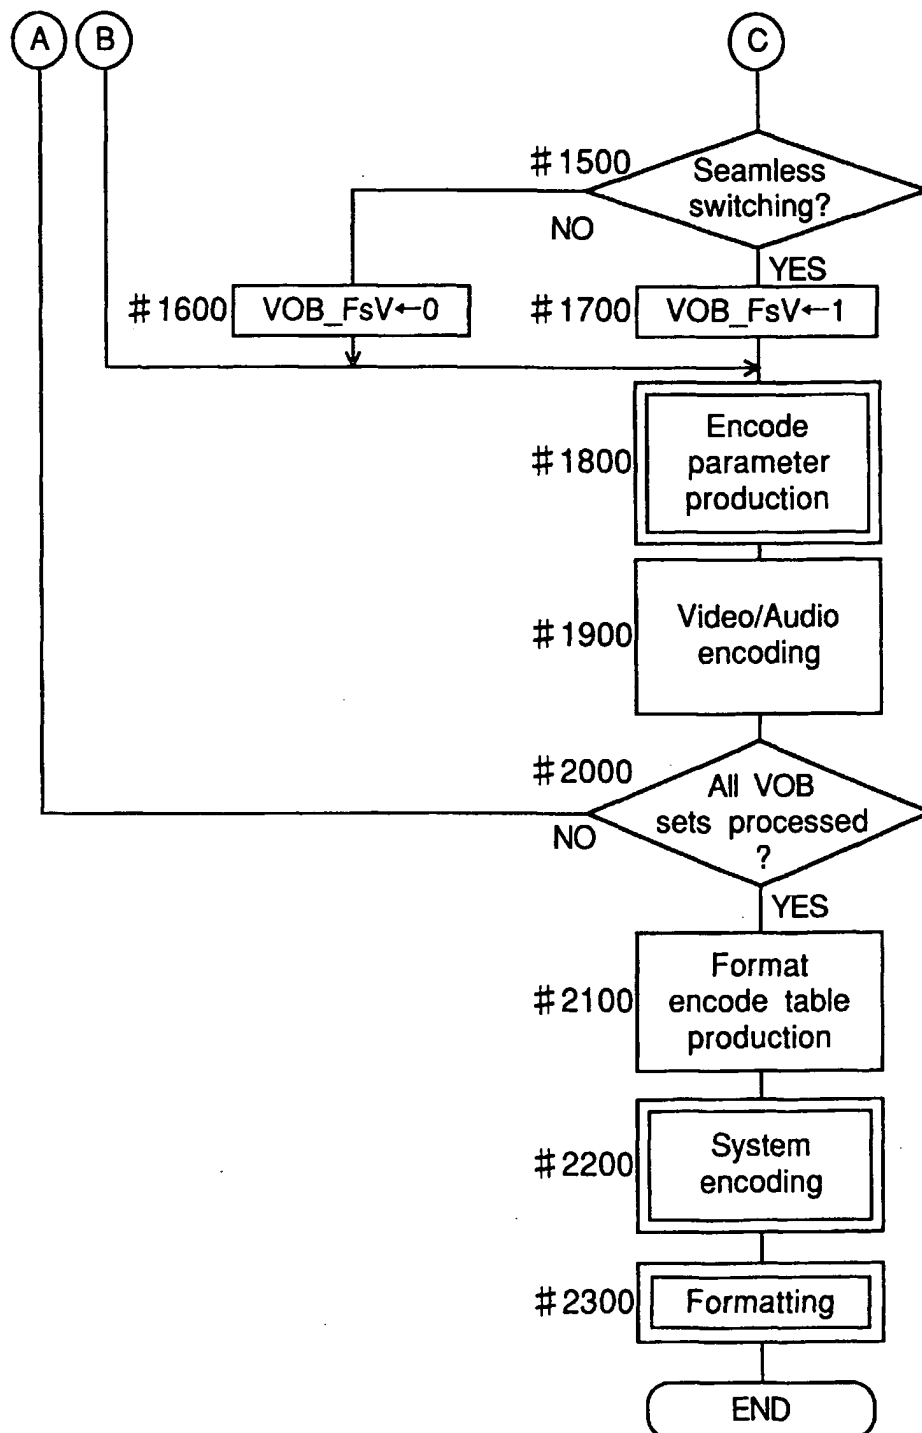 A B C
#1500
Seamless
switching?
NO
YES
#1600 VOB_FsV←0
#1700 VOB_FsV←1
#1800
Encode
parameter
production
#1900
Video/Audio
encoding
#2000
All VOB
sets processed
?
NO
YES
#2100
Format
encode table
production
#2200
System
encoding
#2300 Formatting
END